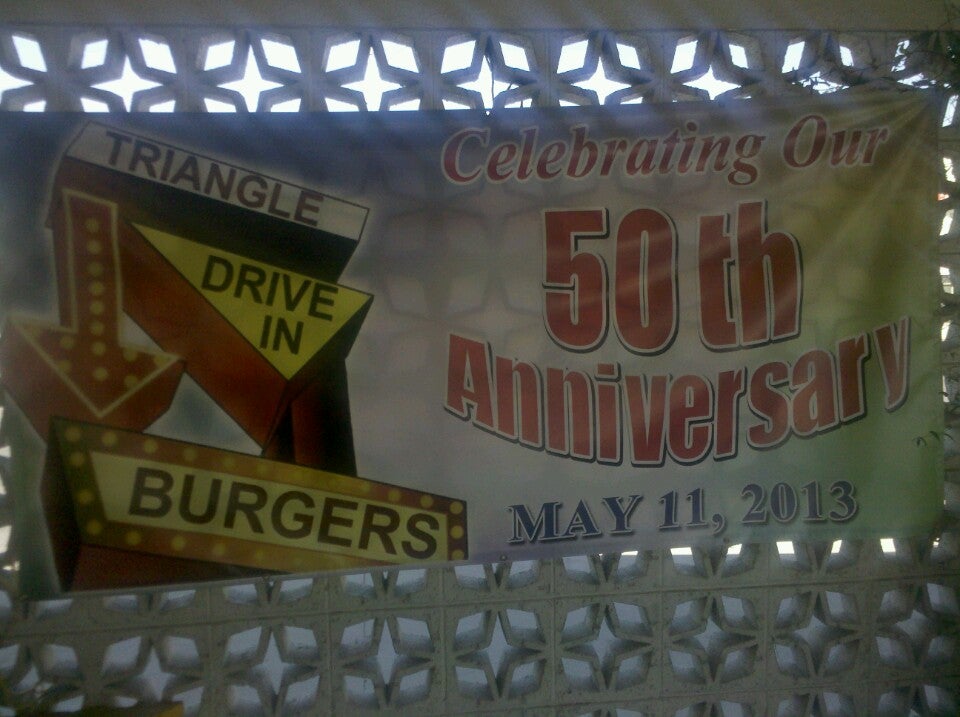 TRIANGLE
DRIVE
IN
BURGERS
Celebrating Our
50th
Anniversary
MAY 11, 2013